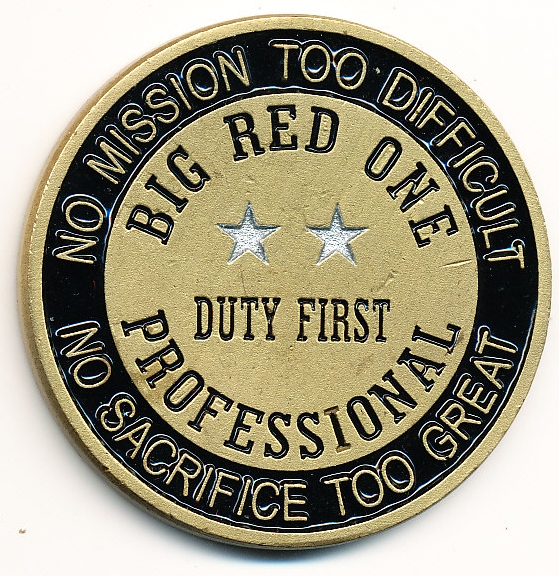 NO MISSION TOO DIFFICULT
BIG RED ONE
DUTY FIRST
PROFESSIONAL
NO SACRIFICE TOO GREAT